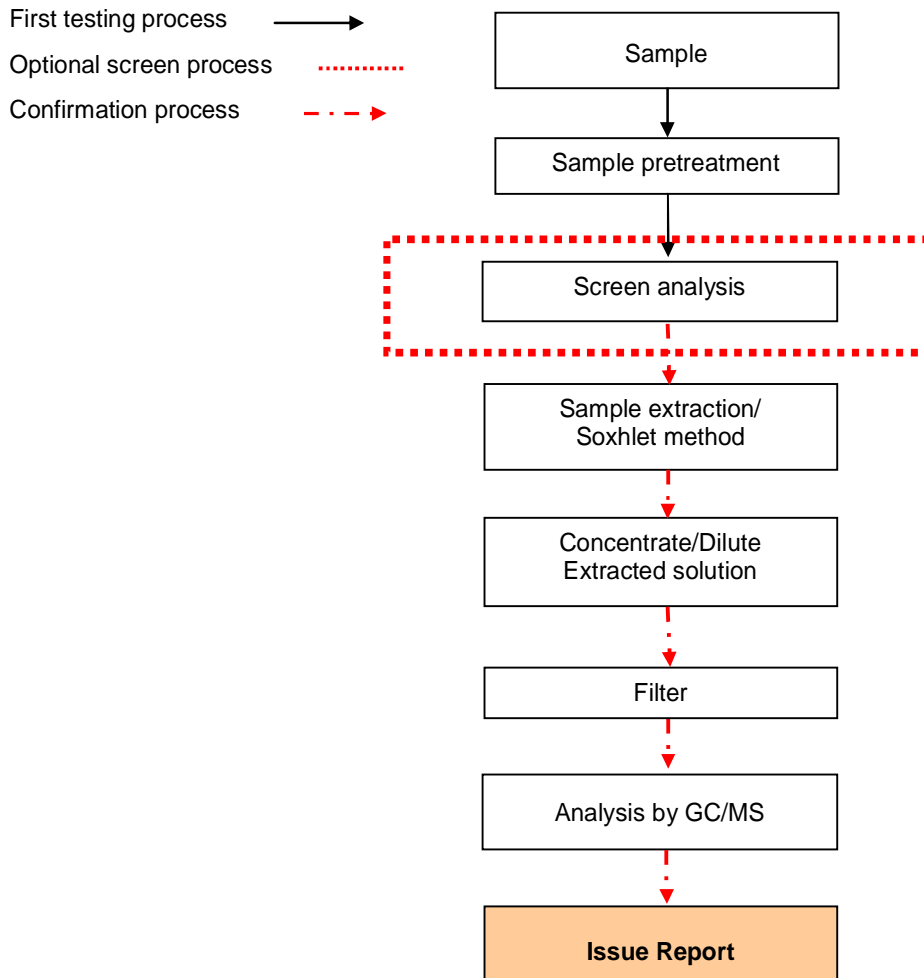 First testing process
Optional screen process
Confirmation process
Sample
Sample pretreatment
Screen analysis
Sample extraction/
Soxhlet method
Concentrate/Dilute
Extracted solution
Filter
Analysis by GC/MS
Issue Report